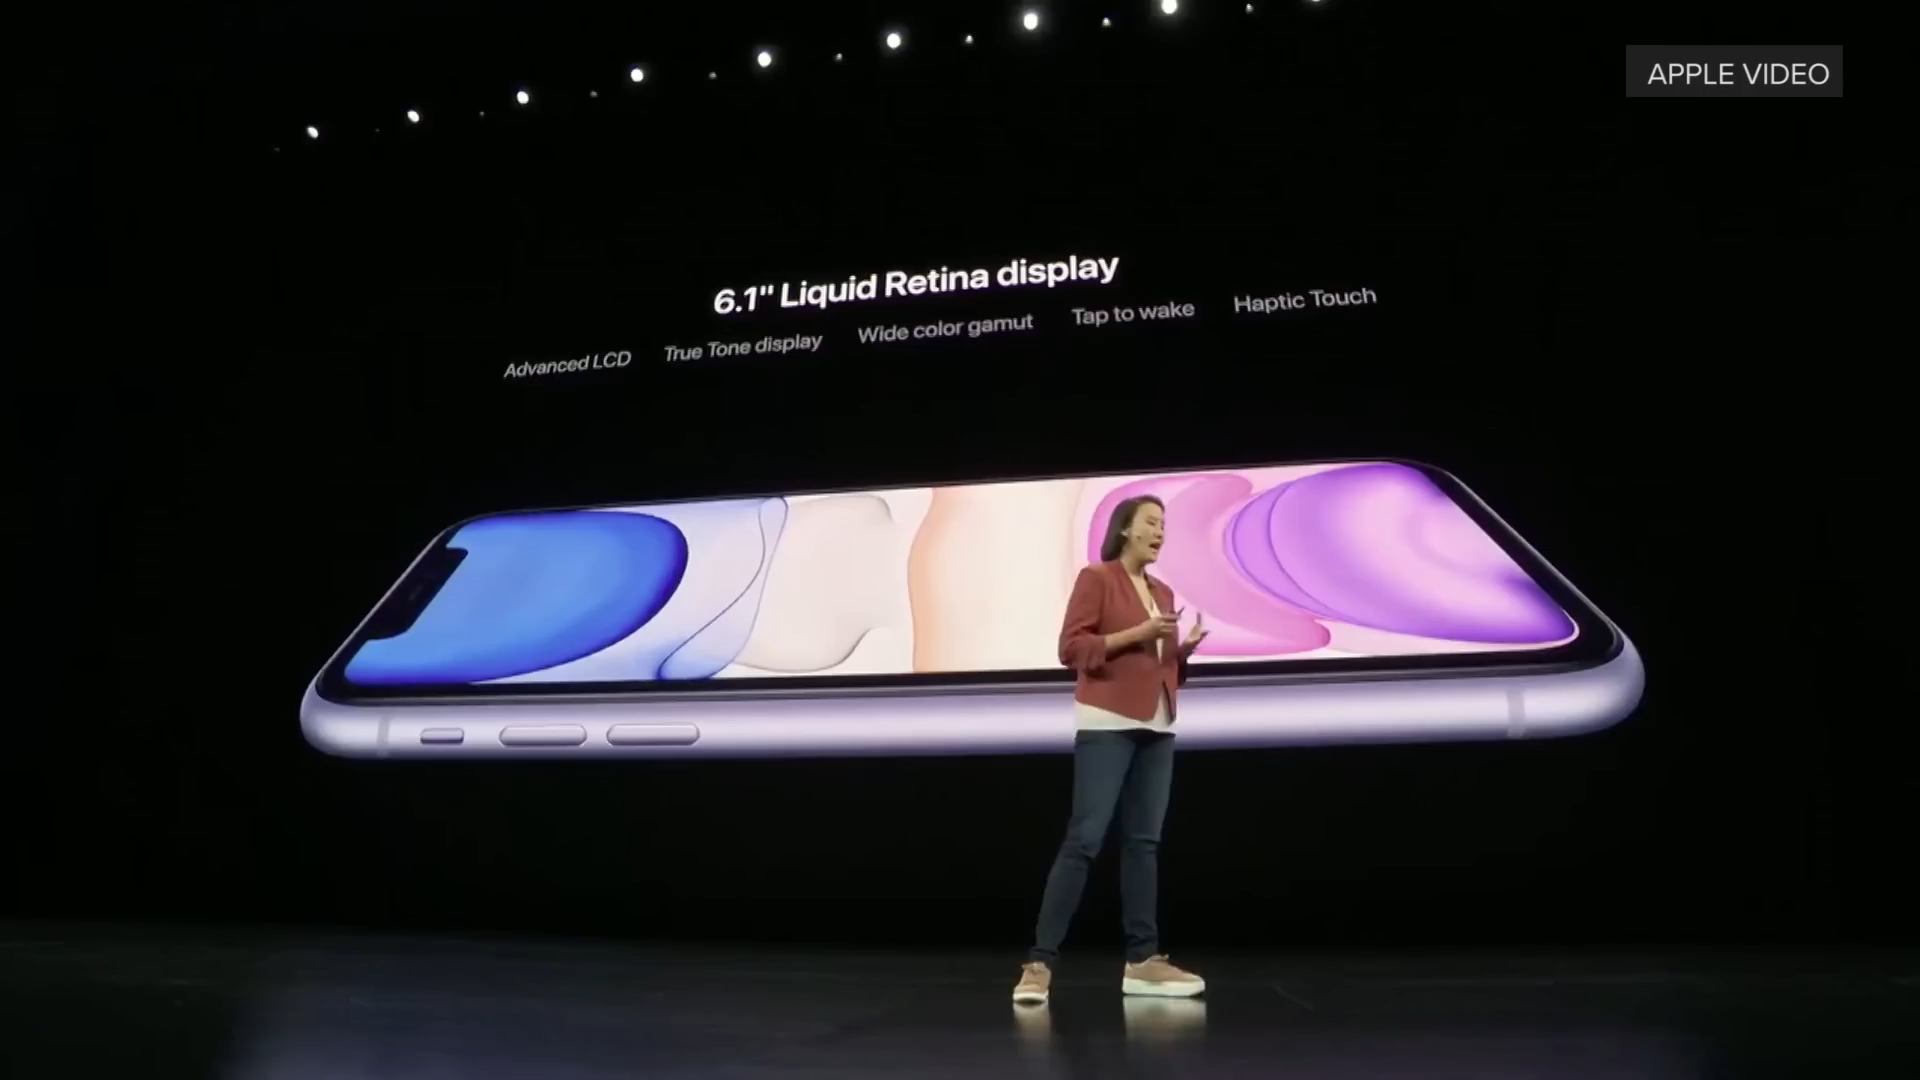 APPLE VIDEO
6.1" Liquid Retina display
Advanced LCD True Tone display Wide color gamut Tap to wake Haptic Touch